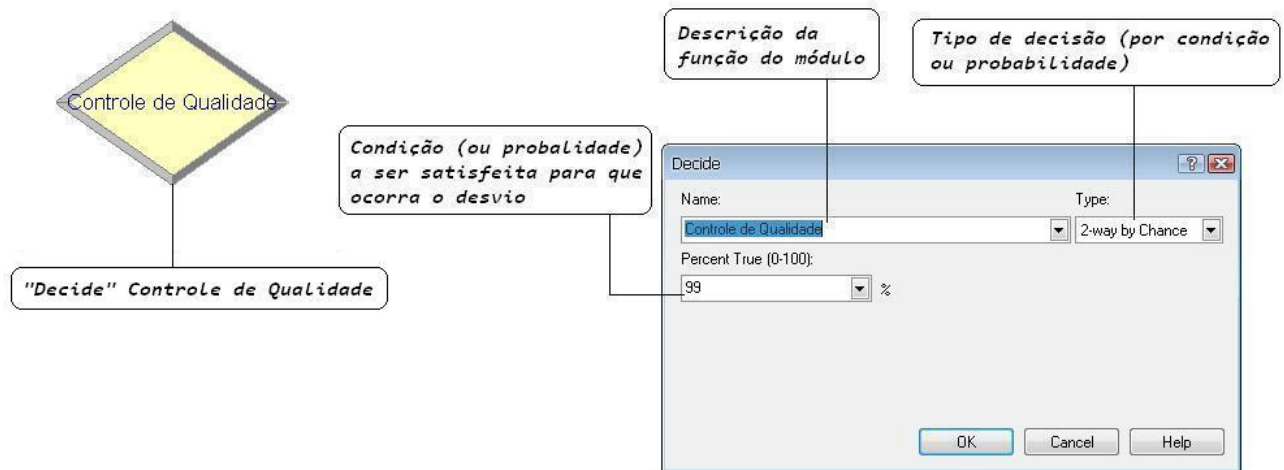 Controle de Qualidade
"Decide" Controle de Qualidade
Condição (ou probalidade)
a ser satisfeita para que
ocorra o desvio
Descrição da
função do módulo
Tipo de decisão (por condição
ou probabilidade)
Decide
Name:
Type:
Controle de Qualidade
2-way by Chance
Percent True (0-100):
99
%
OK
Cancel
Help